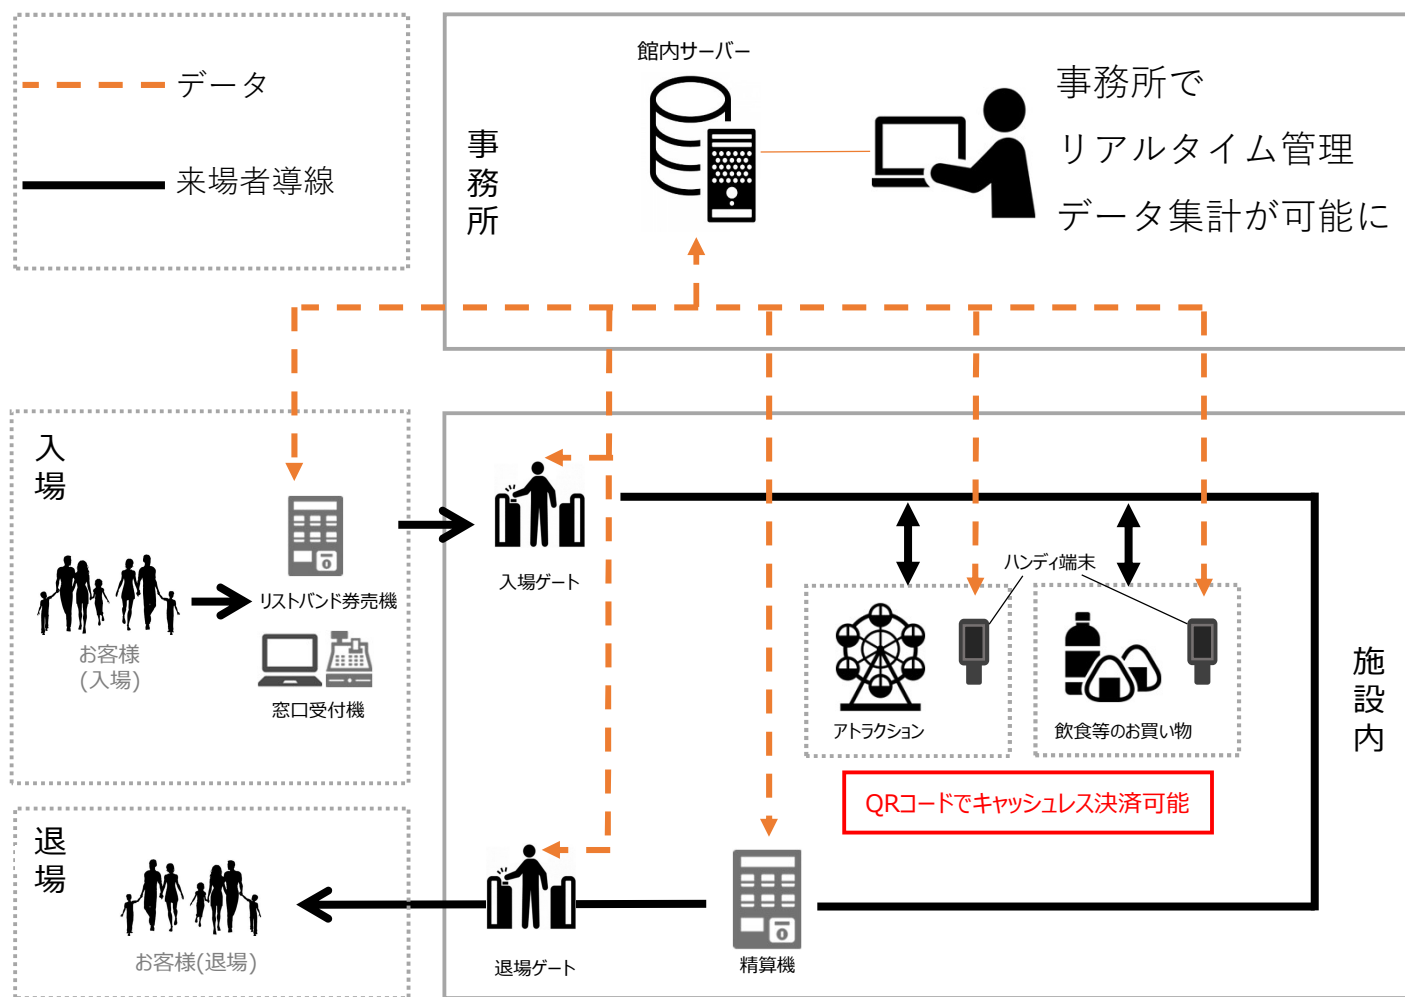 データ
来場者導線
事務所
館内サーバー
事務所で
リアルタイム管理
データ集計が可能に
入場
お客様
(入場)
リストバンド券売機
窓口受付機
入場ゲート
ハンディ端末
アトラクション
飲食等のお買い物
施設内
QRコードでキャッシュレス決済可能
退場
お客様(退場)
退場ゲート
精算機